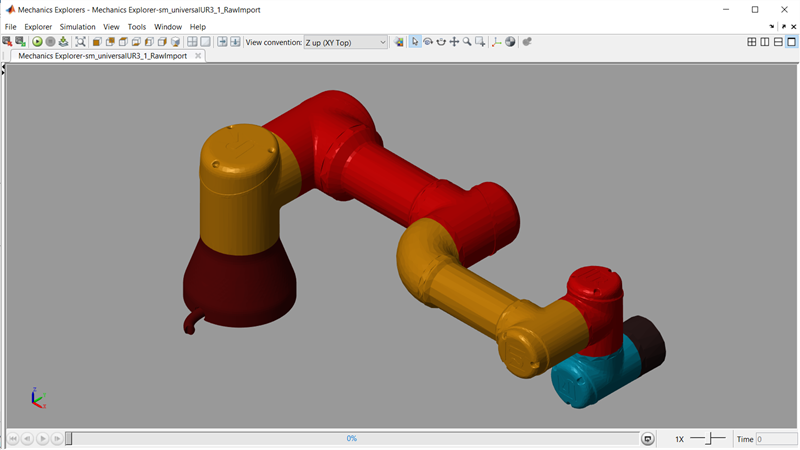 Mechanics Explorers - Mechanics Explorer-sm_universalUR3_1_RawImport
File Explorer Simulation View Tools Window Help
View convention: Z up (XY Top)
Mechanics Explorer-sm_universalUR3_1_RawImport
Z
Y
X
0% 1X Time 0